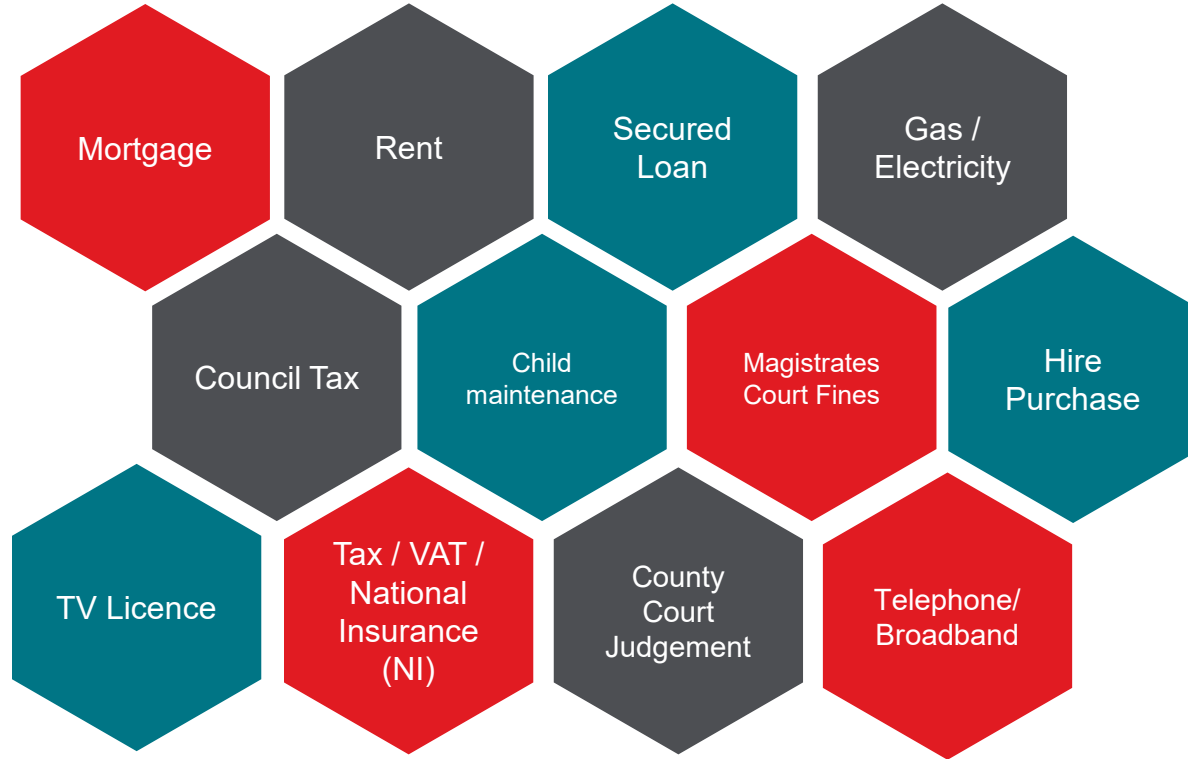 Mortgage
Rent
Secured
Loan
Gas /
Electricity
Council Tax
Child
maintenance
Magistrates
Court Fines
Hire
Purchase
TV Licence
Tax / VAT /
National
Insurance
(NI)
County
Court
Judgement
Telephone/
Broadband